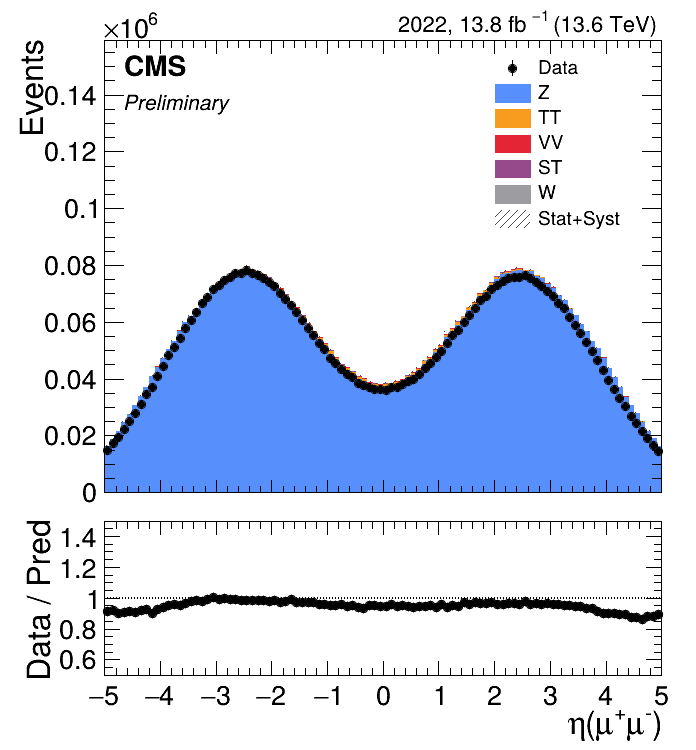 ×10⁶
2022, 13.8 fb⁻¹ (13.6 TeV)
CMS
Preliminary
Events
Data
Z
TT
VV
ST
W
Stat+Syst
0.14
0.12
0.1
0.08
0.06
0.04
0.02
0
Data / Pred
1.4
1.2
1
0.8
0.6
−5 −4 −3 −2 −1 0 1 2 3 4 5
η(μ⁺μ⁻)